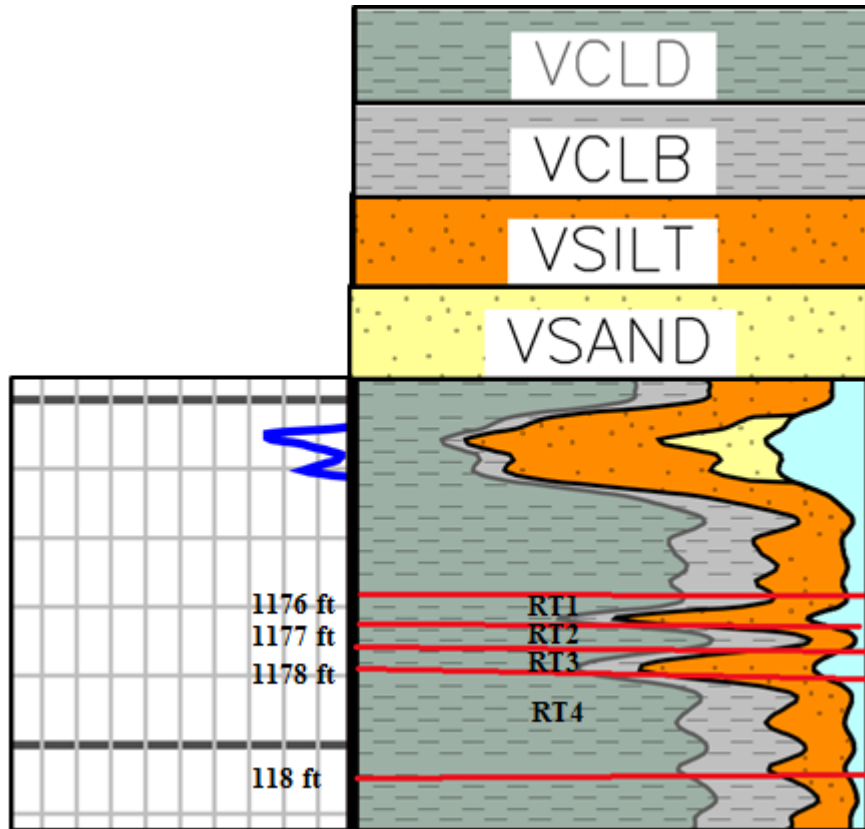 VCLD
VCLB
VSILT
VSAND
1176 ft
RT1
1177 ft
RT2
1178 ft
RT3
RT4
118 ft